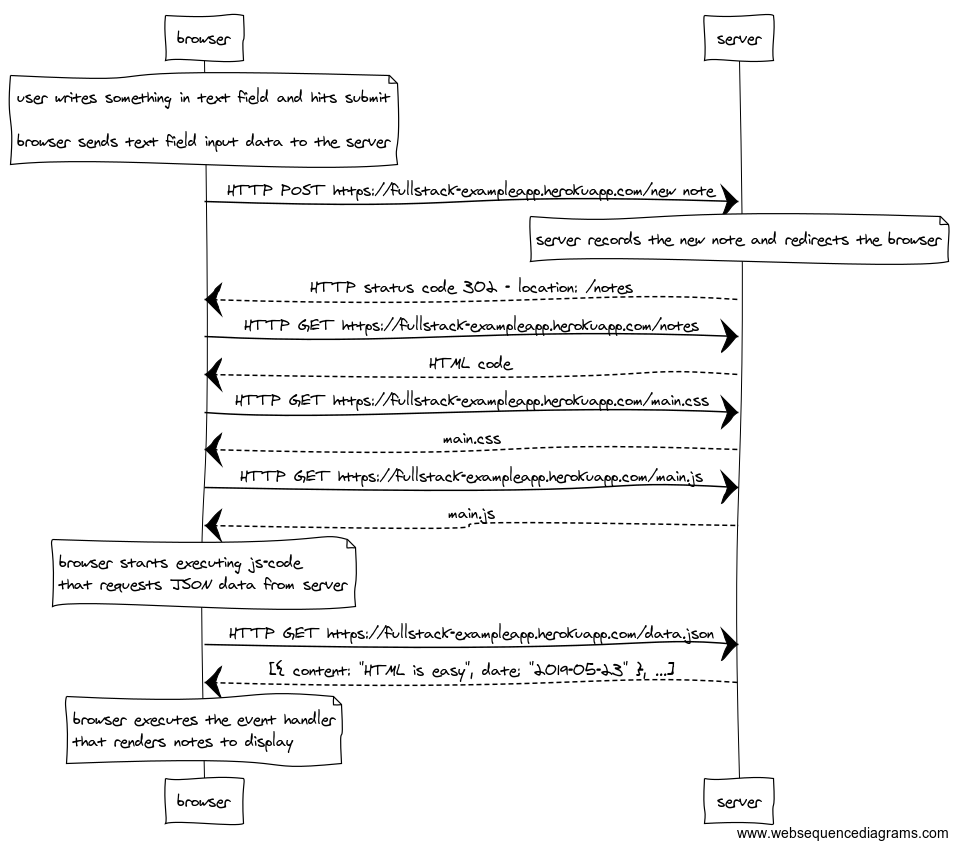 browser
server
user writes something in text field and hits submit
browser sends text field input data to the server
HTTP POST https://fullstack-exampleapp.herokuapp.com/new note
server records the new note and redirects the browser
HTTP status code 302 - location: /notes
HTTP GET https://fullstack-exampleapp.herokuapp.com/notes
HTML code
HTTP GET https://fullstack-exampleapp.herokuapp.com/main.css
main.css
HTTP GET https://fullstack-exampleapp.herokuapp.com/main.js
main.js
browser starts executing js-code
that requests JSON data from server
HTTP GET https://fullstack-exampleapp.herokuapp.com/data.json
[{ content: "HTML is easy", date: "2019-05-23" }, ...]
browser executes the event handler
that renders notes to display
browser
server
www.websequencediagrams.com